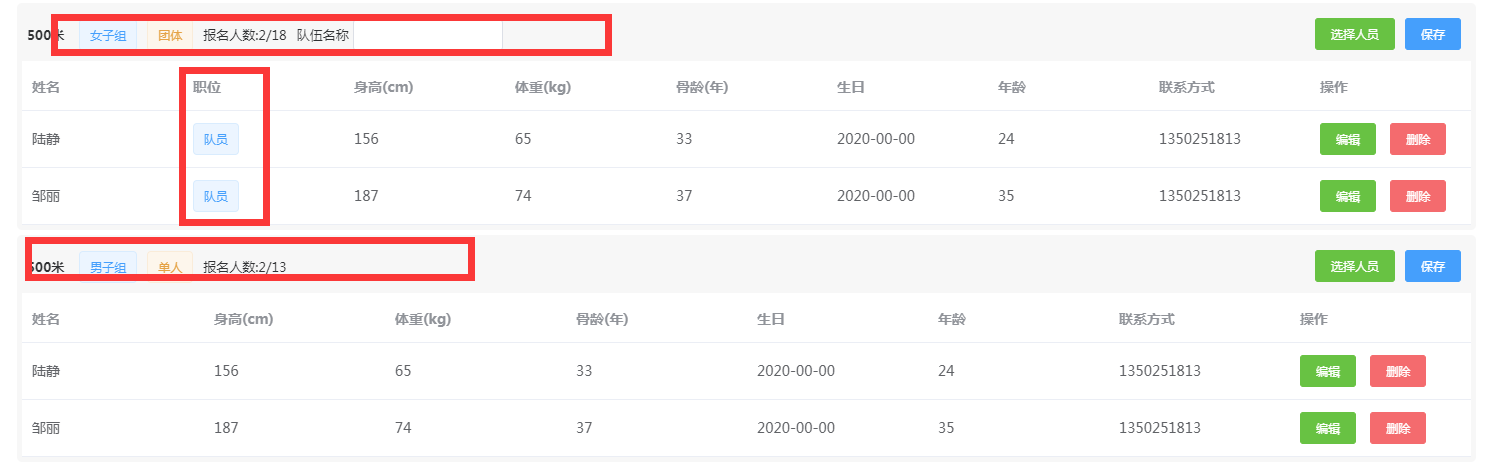 500米 女子组 团体 报名人数:2/18 队伍名称 选择人员 保存
姓名 职位 身高(cm) 体重(kg) 骨龄(年) 生日 年龄 联系方式 操作
陆静 队员 156 65 33 2020-00-00 24 1350251813 编辑 删除
邹丽 队员 187 74 37 2020-00-00 35 1350251813 编辑 删除
500米 男子组 单人 报名人数:2/13 选择人员 保存
姓名 身高(cm) 体重(kg) 骨龄(年) 生日 年龄 联系方式 操作
陆静 156 65 33 2020-00-00 24 1350251813 编辑 删除
邹丽 187 74 37 2020-00-00 35 1350251813 编辑 删除